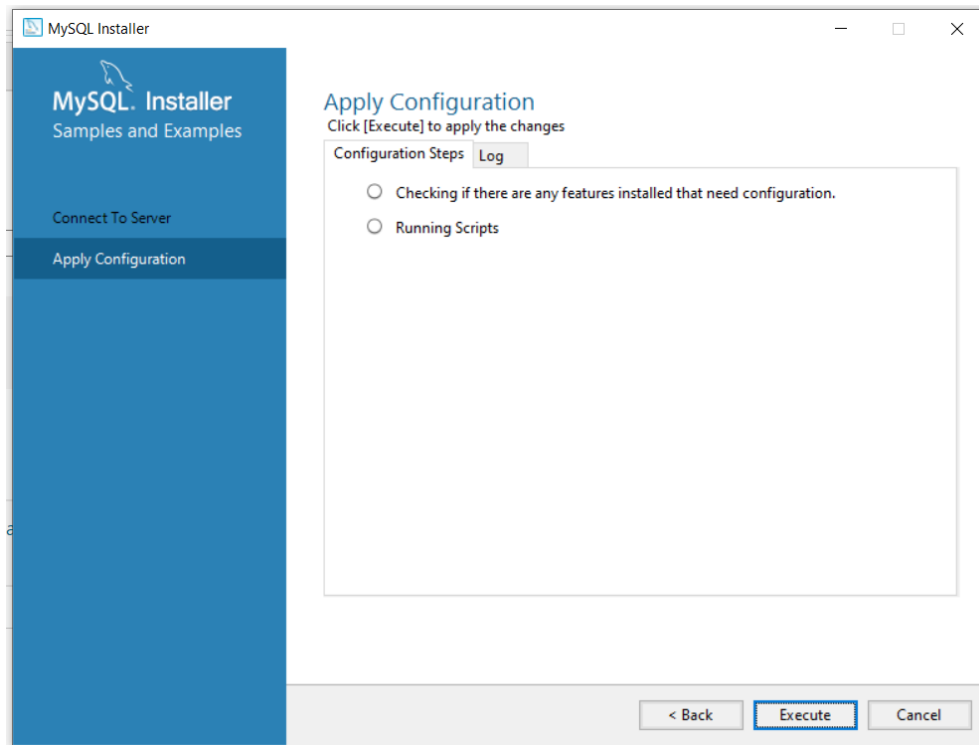 MySQL Installer
MySQL. Installer
Samples and Examples
Connect To Server
Apply Configuration
Apply Configuration
Click [Execute] to apply the changes
Configuration Steps
Log
Checking if there are any features installed that need configuration.
Running Scripts
< Back
Execute
Cancel